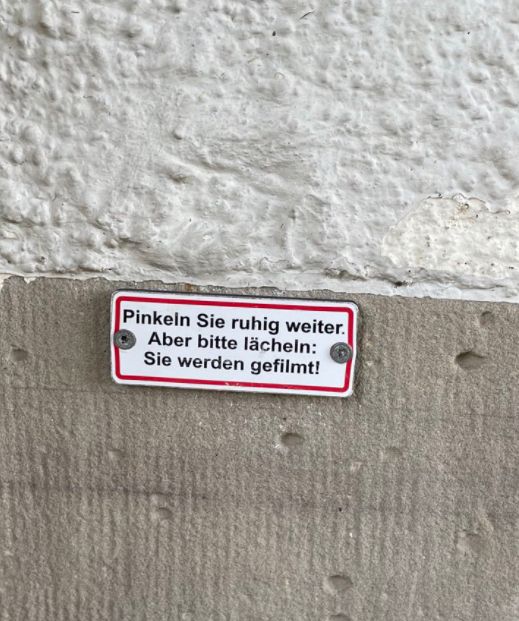 Pinkeln Sie ruhig weiter.
Aber bitte lächeln:
Sie werden gefilmt!